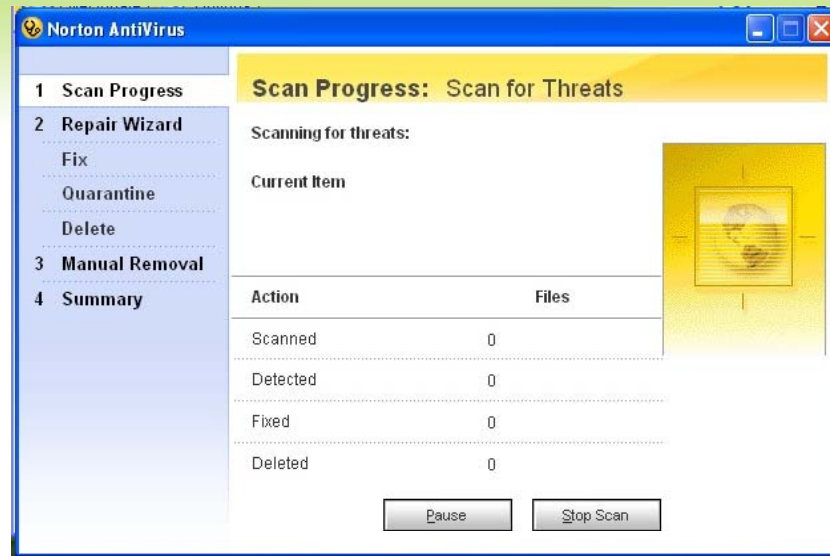 Norton AntiVirus
1 Scan Progress
2 Repair Wizard
Fix
Quarantine
Delete
3 Manual Removal
4 Summary
Scan Progress: Scan for Threats
Scanning for threats:
Current Item
Action Files
Scanned 0
Detected 0
Fixed 0
Deleted 0
Pause Stop Scan